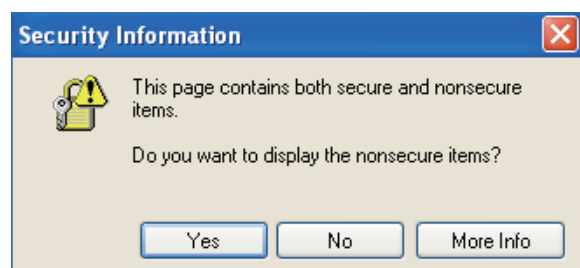 Security Information
This page contains both secure and nonsecure
items.
Do you want to display the nonsecure items?
Yes
No
More Info